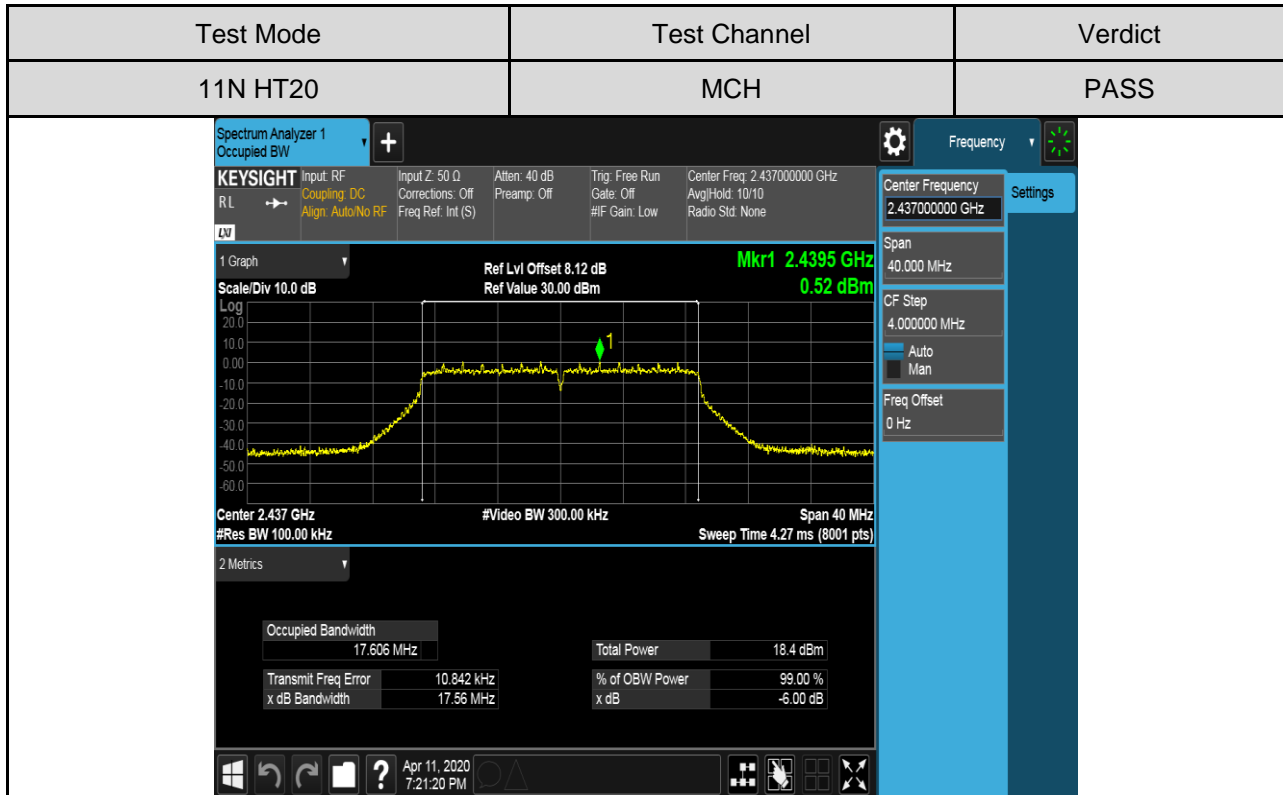 Test Mode Test Channel Verdict
11N HT20 MCH PASS
Spectrum Analyzer 1
Occupied BW
+
Frequency
KEYSIGHT
RL
LXI
Input: RF
Coupling: DC
Align: Auto/No RF
Input Z: 50 Ω
Corrections: Off
Freq Ref: Int (S)
Atten: 40 dB
Preamp: Off
Trig: Free Run
Gate: Off
#IF Gain: Low
Center Freq: 2.437000000 GHz
Avg|Hold: 10/10
Radio Std: None
Center Frequency
2.437000000 GHz
Settings
Span
40.000 MHz
CF Step
4.000000 MHz
Auto
Man
Freq Offset
0 Hz
1 Graph
Scale/Div 10.0 dB
Ref Lvl Offset 8.12 dB
Ref Value 30.00 dBm
Mkr1 2.4395 GHz
0.52 dBm
Log
20.0
10.0
0.00
-10.0
-20.0
-30.0
-40.0
-50.0
-60.0
1
Center 2.437 GHz
#Res BW 100.00 kHz
#Video BW 300.00 kHz
Span 40 MHz
Sweep Time 4.27 ms (8001 pts)
2 Metrics
Occupied Bandwidth
17.606 MHz
Total Power 18.4 dBm
Transmit Freq Error 10.842 kHz
% of OBW Power 99.00 %
x dB Bandwidth 17.56 MHz
x dB -6.00 dB
?
Apr 11, 2020
7:21:20 PM